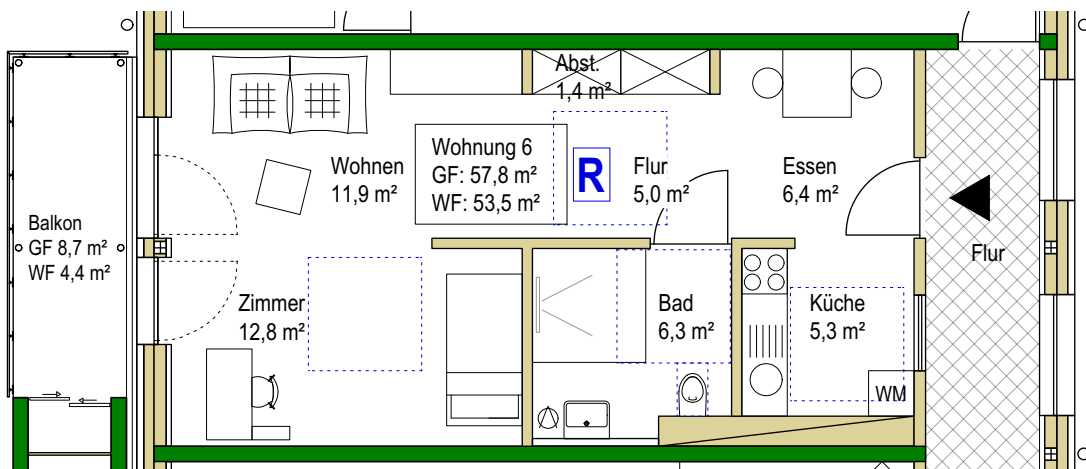 Abst.
1,4 m²
Wohnen
11,9 m²
Wohnung 6
GF: 57,8 m²
WF: 53,5 m²
R
Flur
5,0 m²
Essen
6,4 m²
Balkon
GF 8,7 m²
WF 4,4 m²
Flur
Zimmer
12,8 m²
Bad
6,3 m²
Küche
5,3 m²
WM